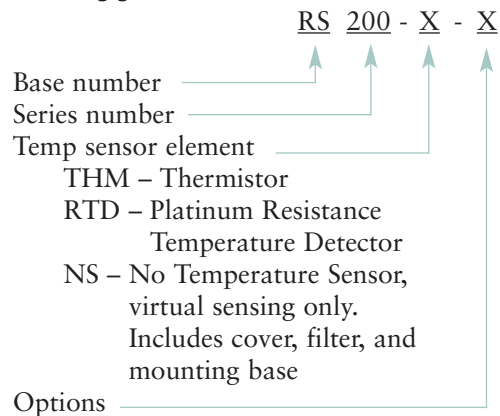 RS 200 - X - X
Base number
Series number
Temp sensor element
THM – Thermistor
RTD – Platinum Resistance
Temperature Detector
NS – No Temperature Sensor,
virtual sensing only.
Includes cover, filter, and
mounting base
Options